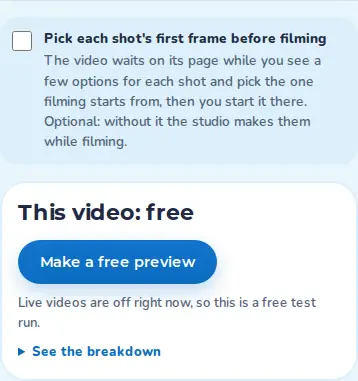 Pick each shot's first frame before filming
The video waits on its page while you see a
few options for each shot and pick the one
filming starts from, then you start it there.
Optional: without it the studio makes them
while filming.
This video: free
Make a free preview
Live videos are off right now, so this is a free test
run.
See the breakdown